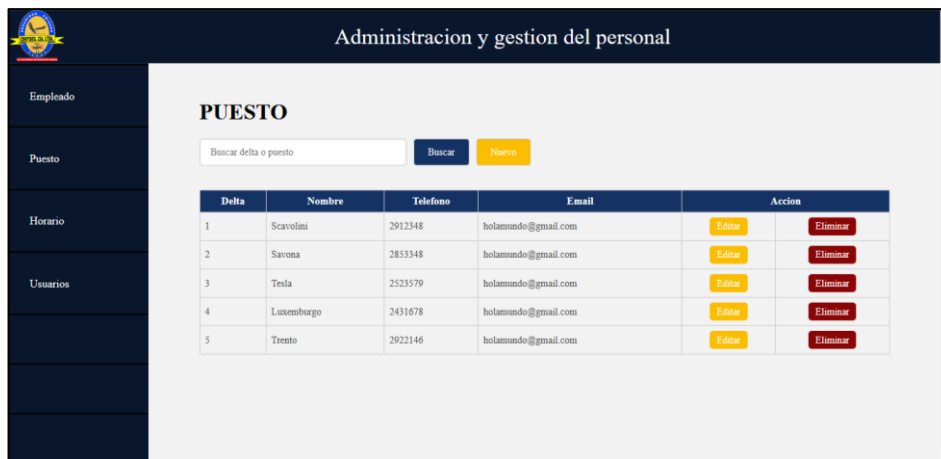 Administracion y gestion del personal
Empleado
Puesto
Horario
Usuarios
PUESTO
Buscar delta o puesto Buscar Nuevo
Delta Nombre Telefono Email Accion
1 Scavolini 2912348 holamundo@gmail.com Editar Eliminar
2 Savona 2853348 holamundo@gmail.com Editar Eliminar
3 Tesla 2523579 holamundo@gmail.com Editar Eliminar
4 Luxemburgo 2431678 holamundo@gmail.com Editar Eliminar
5 Trento 2922146 holamundo@gmail.com Editar Eliminar